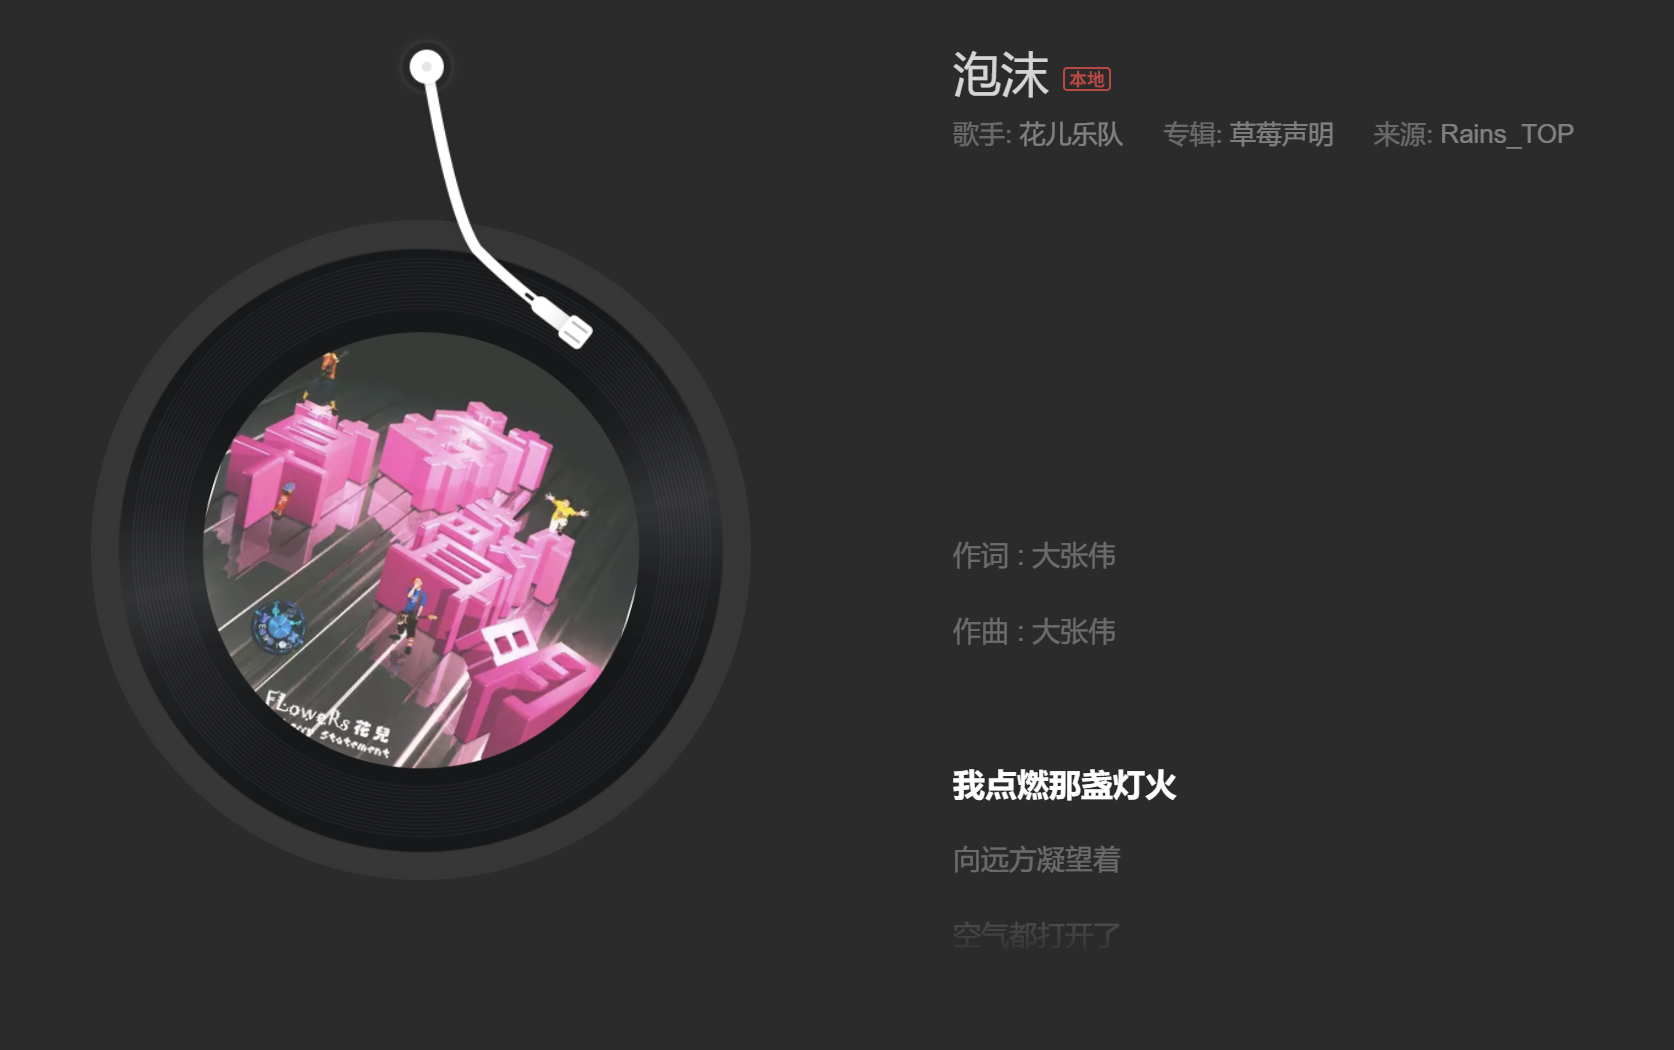 泡沫 本地
歌手: 花儿乐队 专辑: 草莓声明 来源: Rains_TOP
作词 : 大张伟
作曲 : 大张伟
我点燃那盏灯火
向远方凝望着
空气都打开了
FLoweRs 花兒
Statement